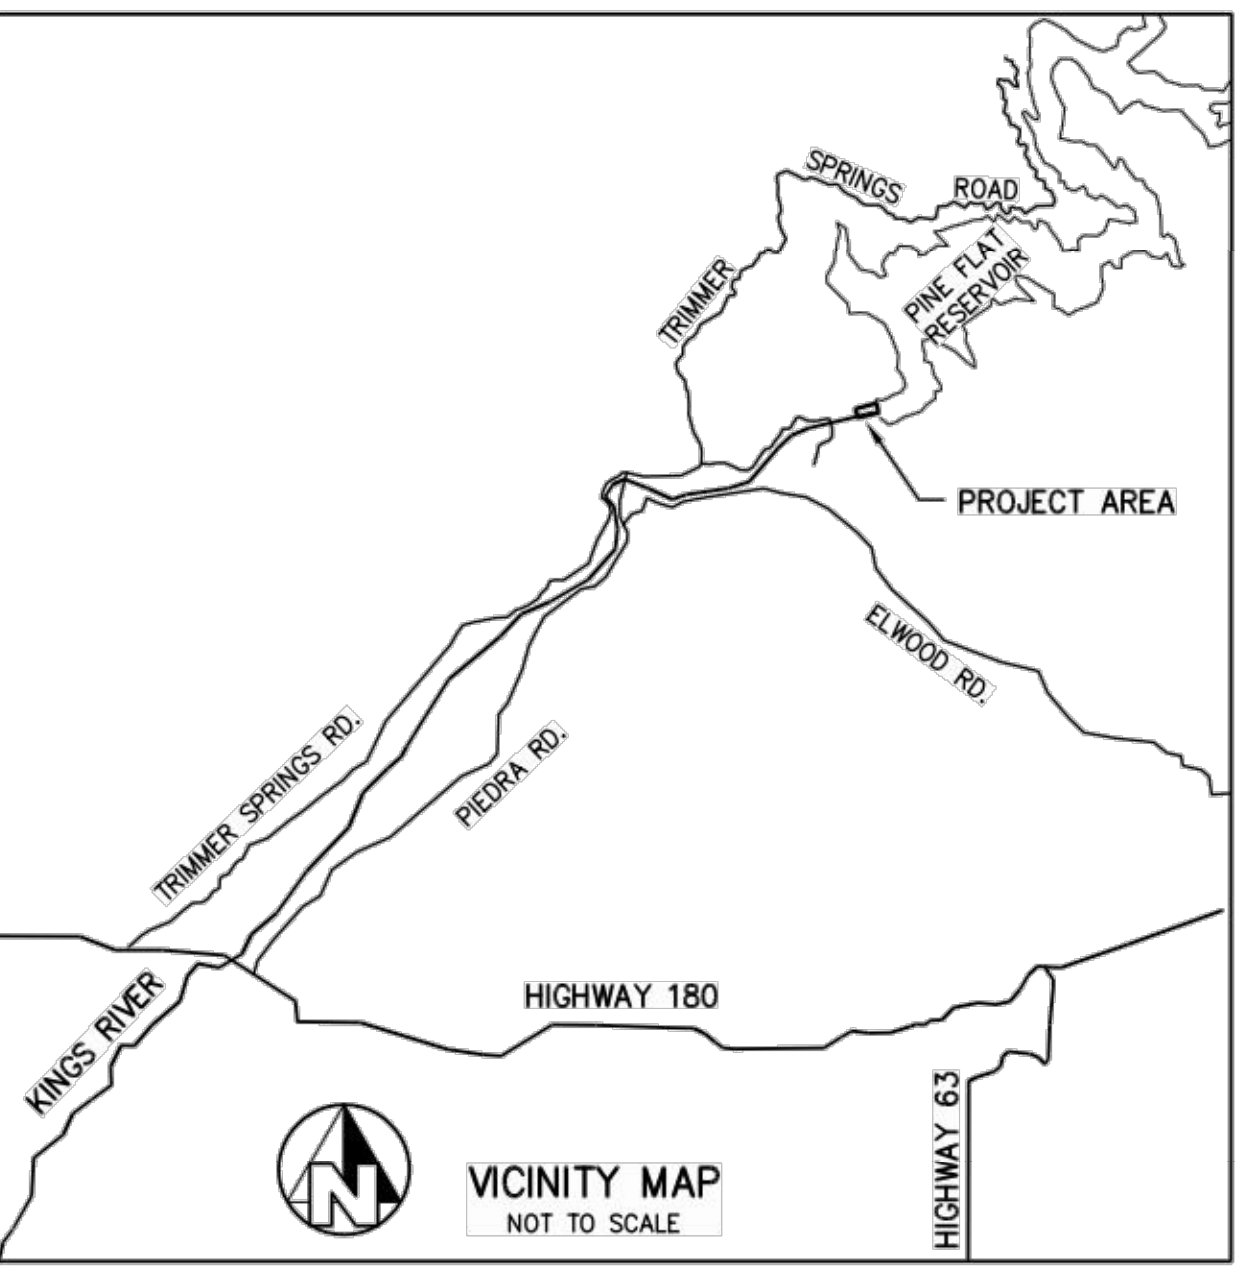 SPRINGS
ROAD
TRIMMER
PINE FLAT
RESERVOIR
PROJECT AREA
ELWOOD RD.
TRIMMER SPRINGS RD.
PIEDRA RD.
KINGS RIVER
HIGHWAY 180
HIGHWAY 63
N
VICINITY MAP
NOT TO SCALE